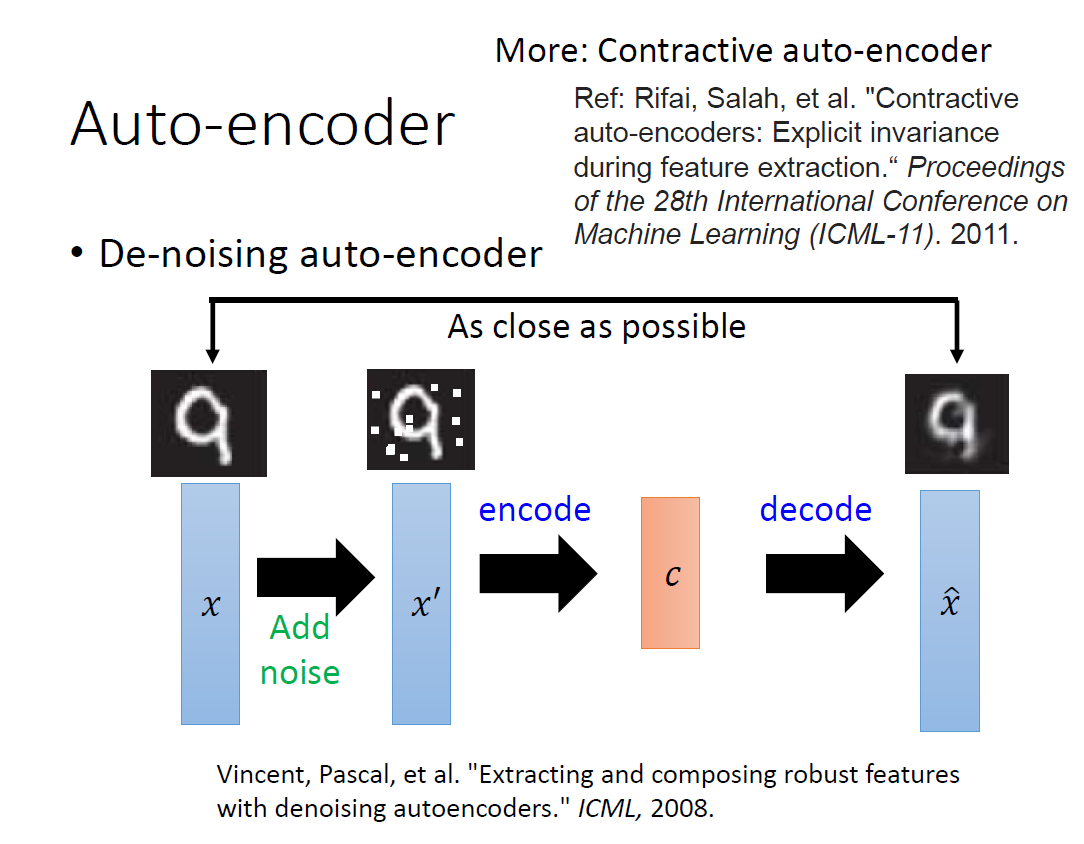 More: Contractive auto-encoder
Auto-encoder
Ref: Rifai, Salah, et al. "Contractive
auto-encoders: Explicit invariance
during feature extraction.“ Proceedings
of the 28th International Conference on
Machine Learning (ICML-11). 2011.
• De-noising auto-encoder
As close as possible
encode
decode
x
x′
c
x̂
Add
noise
Vincent, Pascal, et al. "Extracting and composing robust features
with denoising autoencoders." ICML, 2008.